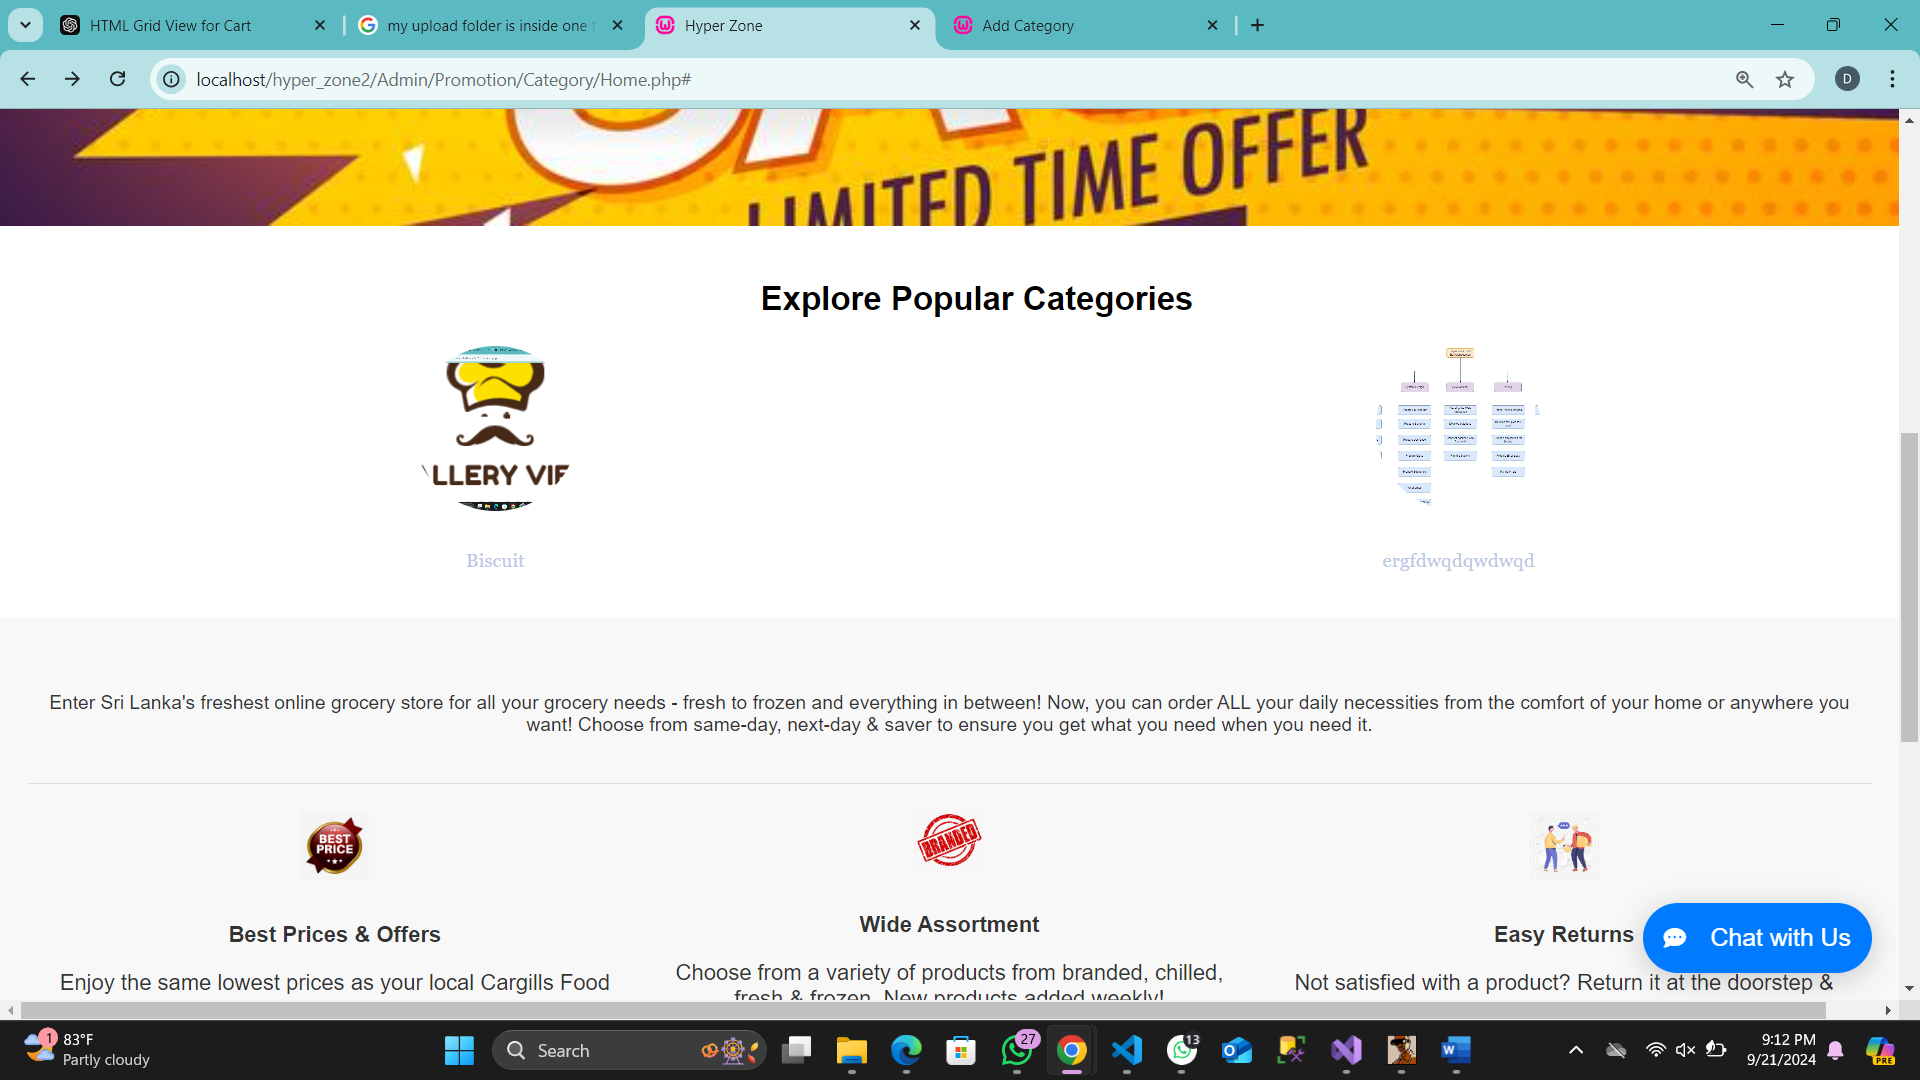 HTML Grid View for Cart
my upload folder is inside one
Hyper Zone
Add Category
localhost/hyper_zone2/Admin/Promotion/Category/Home.php#
D
LIMITED TIME OFFER
Explore Popular Categories
LLERY VIE
Biscuit
ergfdwqdqwdwqd
Enter Sri Lanka's freshest online grocery store for all your grocery needs - fresh to frozen and everything in between! Now, you can order ALL your daily necessities from the comfort of your home or anywhere you
want! Choose from same-day, next-day & saver to ensure you get what you need when you need it.
BEST
PRICE
BRANDED
Best Prices & Offers
Wide Assortment
Easy Returns
Chat with Us
Enjoy the same lowest prices as your local Cargills Food
Choose from a variety of products from branded, chilled,
fresh & frozen. New products added weekly!
Not satisfied with a product? Return it at the doorstep &
1
83°F
Partly cloudy
Search
27
13
9:12 PM
9/21/2024
PRE